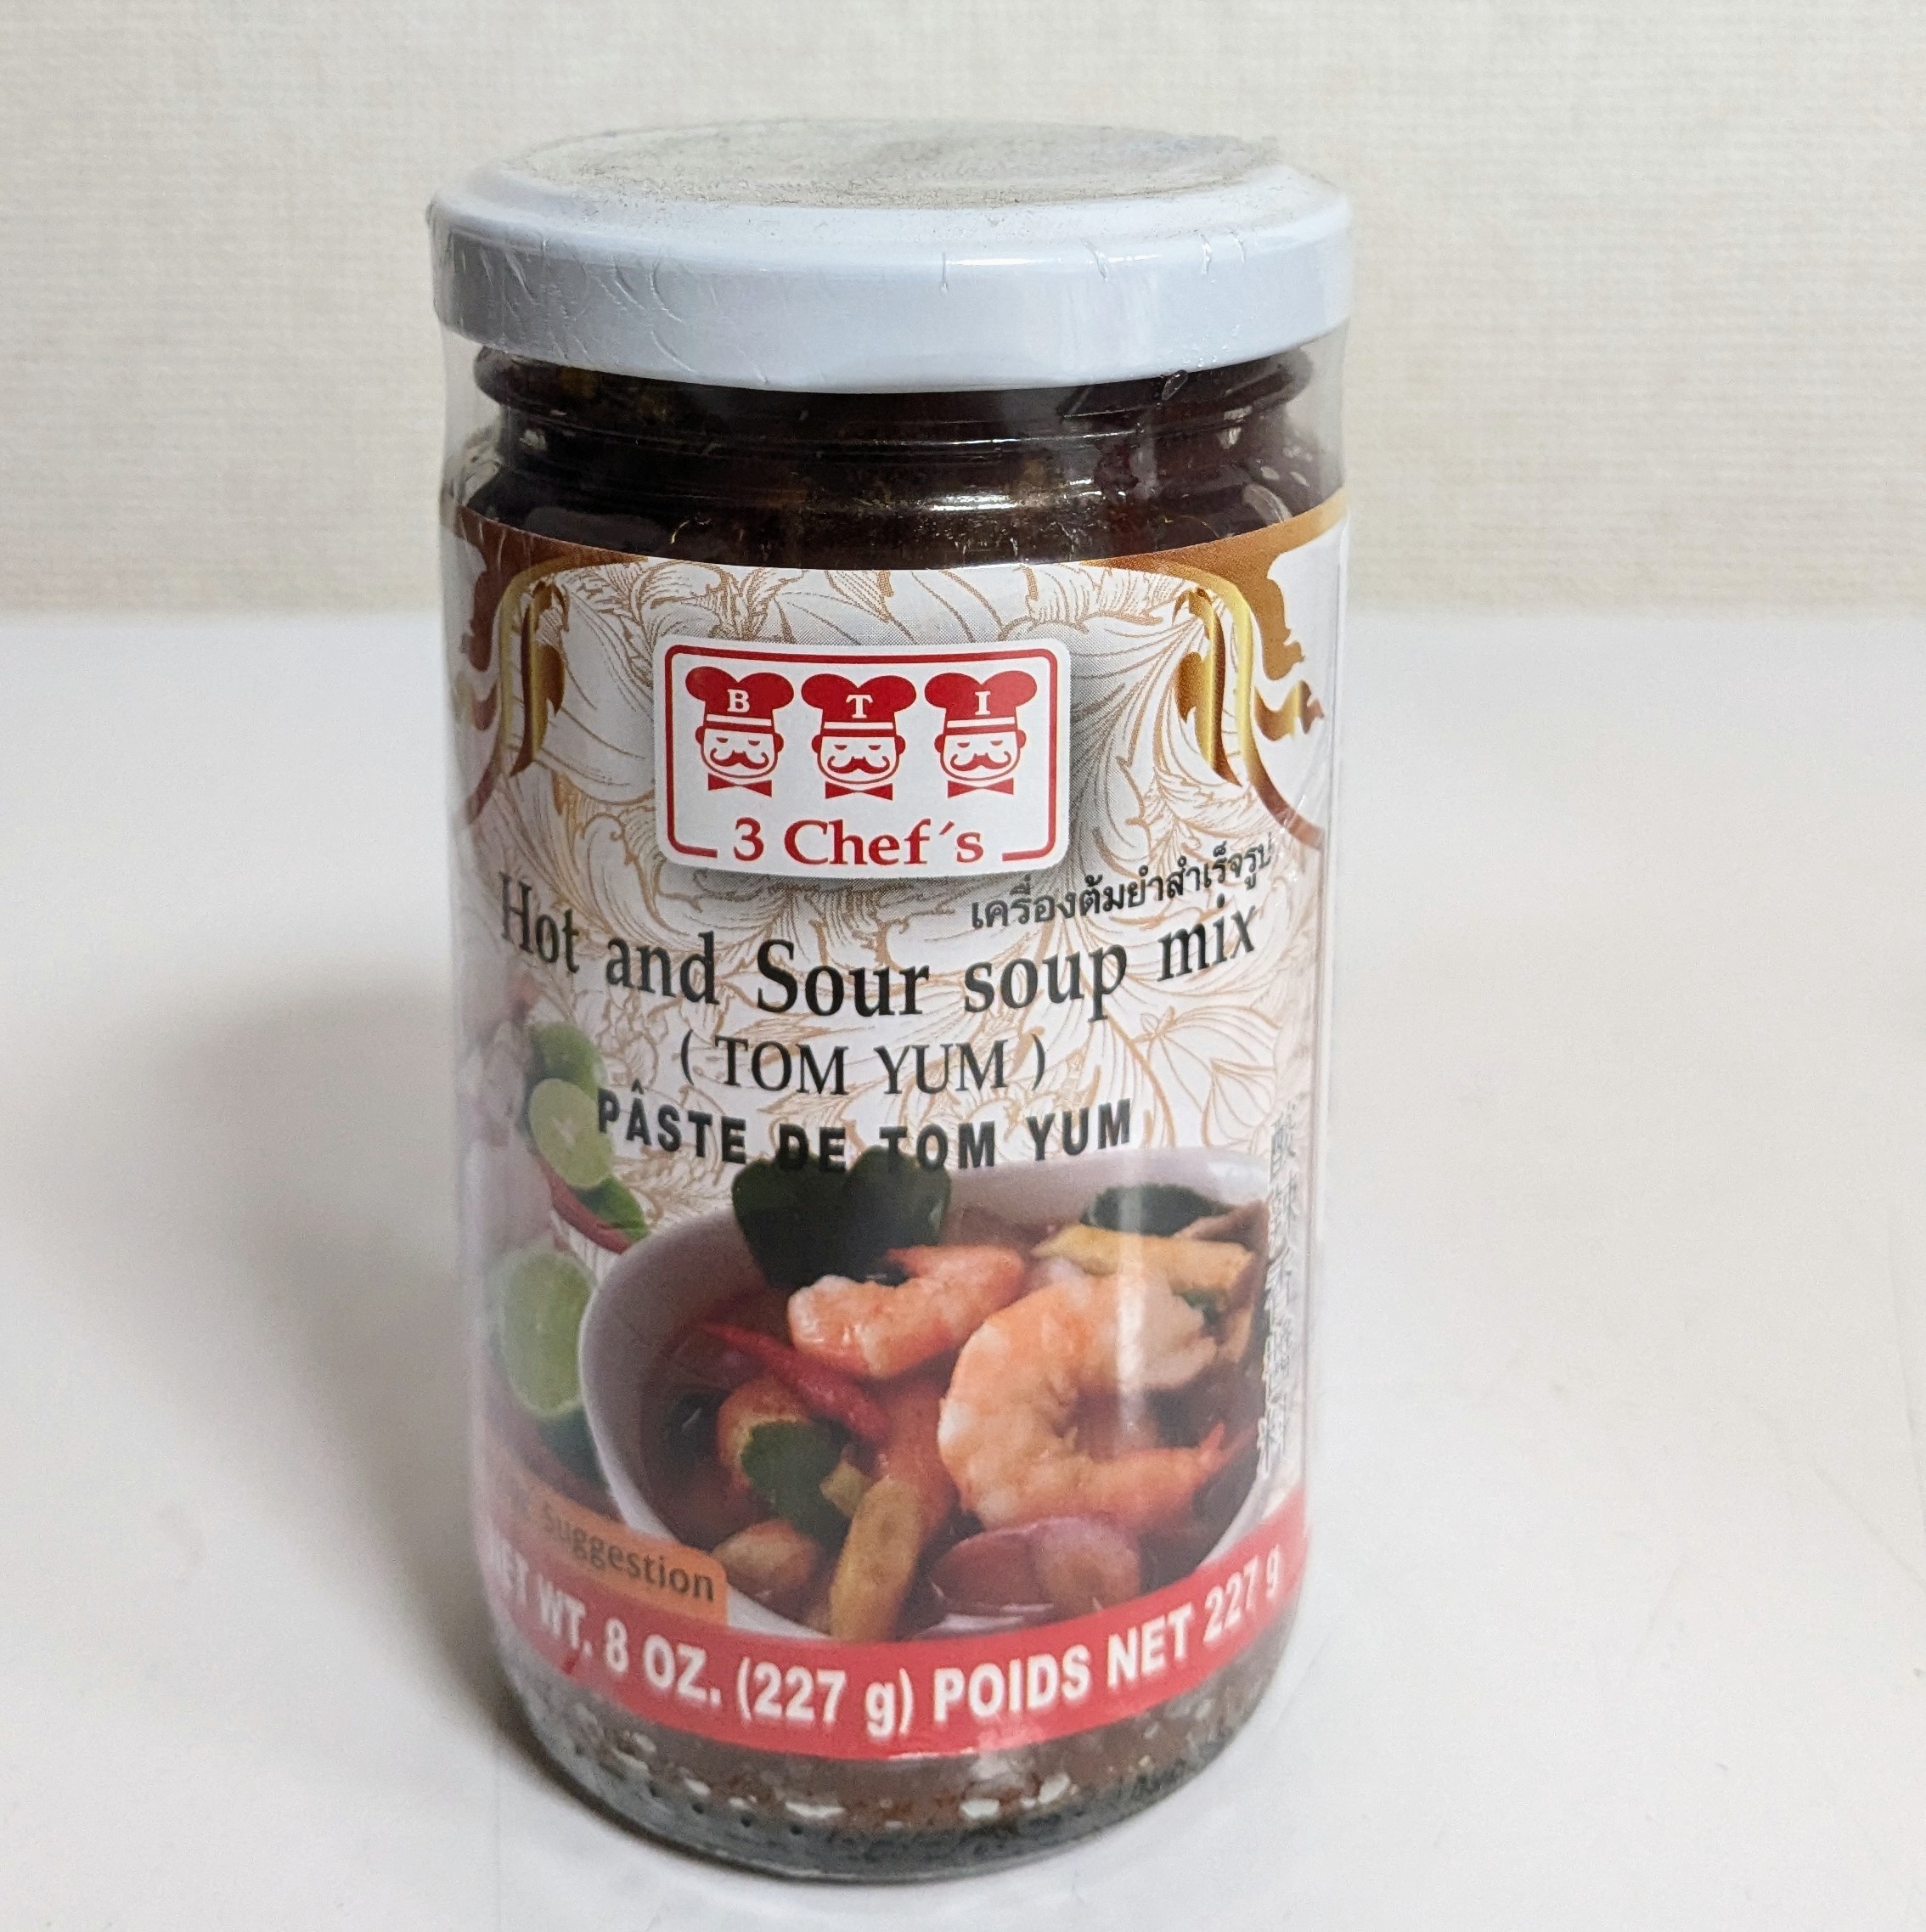 B T I
3 Chef´s
เครื่องต้มยำสำเร็จรูป
Hot and Sour soup mix
( TOM YUM )
PÂSTE DE TOM YUM
Suggestion
NET WT. 8 OZ. (227 g) POIDS NET 227 g